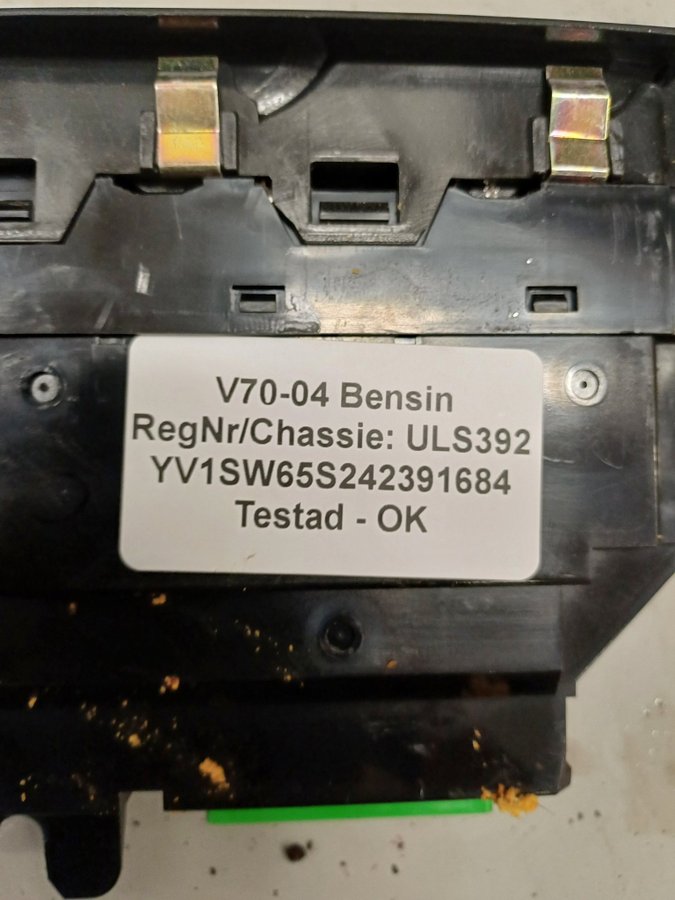 V70-04 Bensin
RegNr/Chassie: ULS392
YV1SW65S242391684
Testad - OK